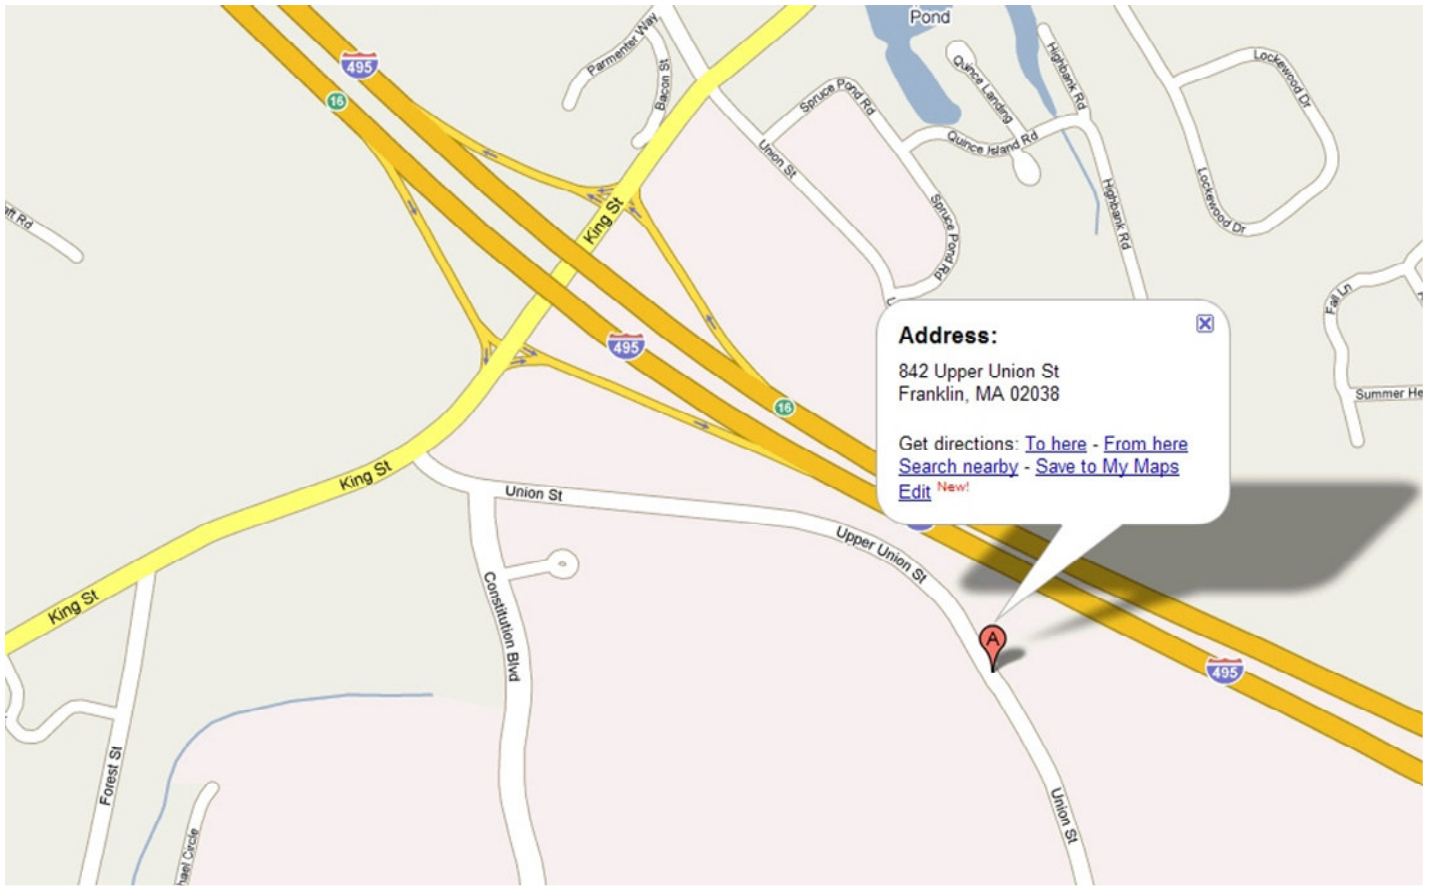 Pond
495
16
Parmenter Way
Bacon St
Quince Landing
Highbank Rd
Lockewood Dr
Spruce Pond Rd
Union St
Quince Island Rd
Lockewood Dr
Highbank Rd
Spruce Pond Rd
Rd
King St
Fall Ln
495
16
Address:
842 Upper Union St
Franklin, MA 02038
Get directions: To here - From here
Search nearby - Save to My Maps
Edit New!
Summer He
King St
Union St
Upper Union St
Constitution Blvd
King St
A
495
Forest St
Union St
hael Circle